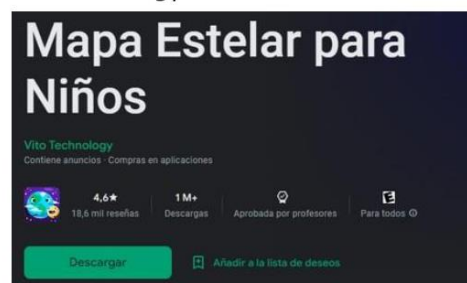 Mapa Estelar para
Niños
Vito Technology
Contiene anuncios · Compras en aplicaciones
4,6★
18,6 mil reseñas
1 M+
Descargas
Aprobada por profesores
E
Para todos
Descargar
Añadir a la lista de deseos